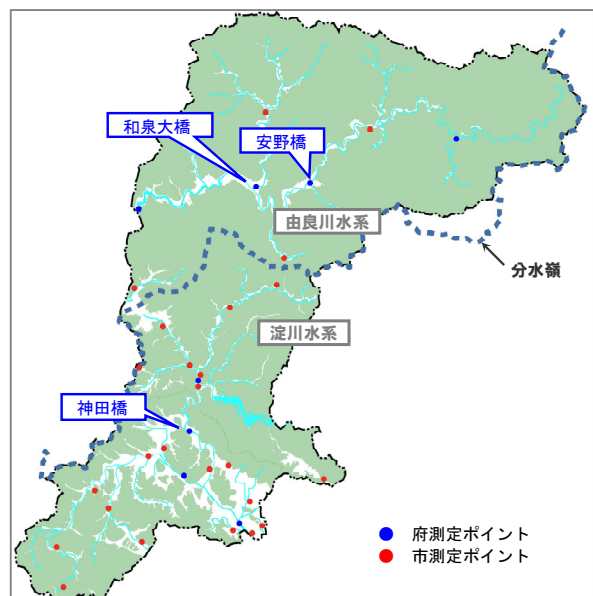 和泉大橋
安野橋
由良川水系
分水嶺
淀川水系
神田橋
府測定ポイント
市測定ポイント